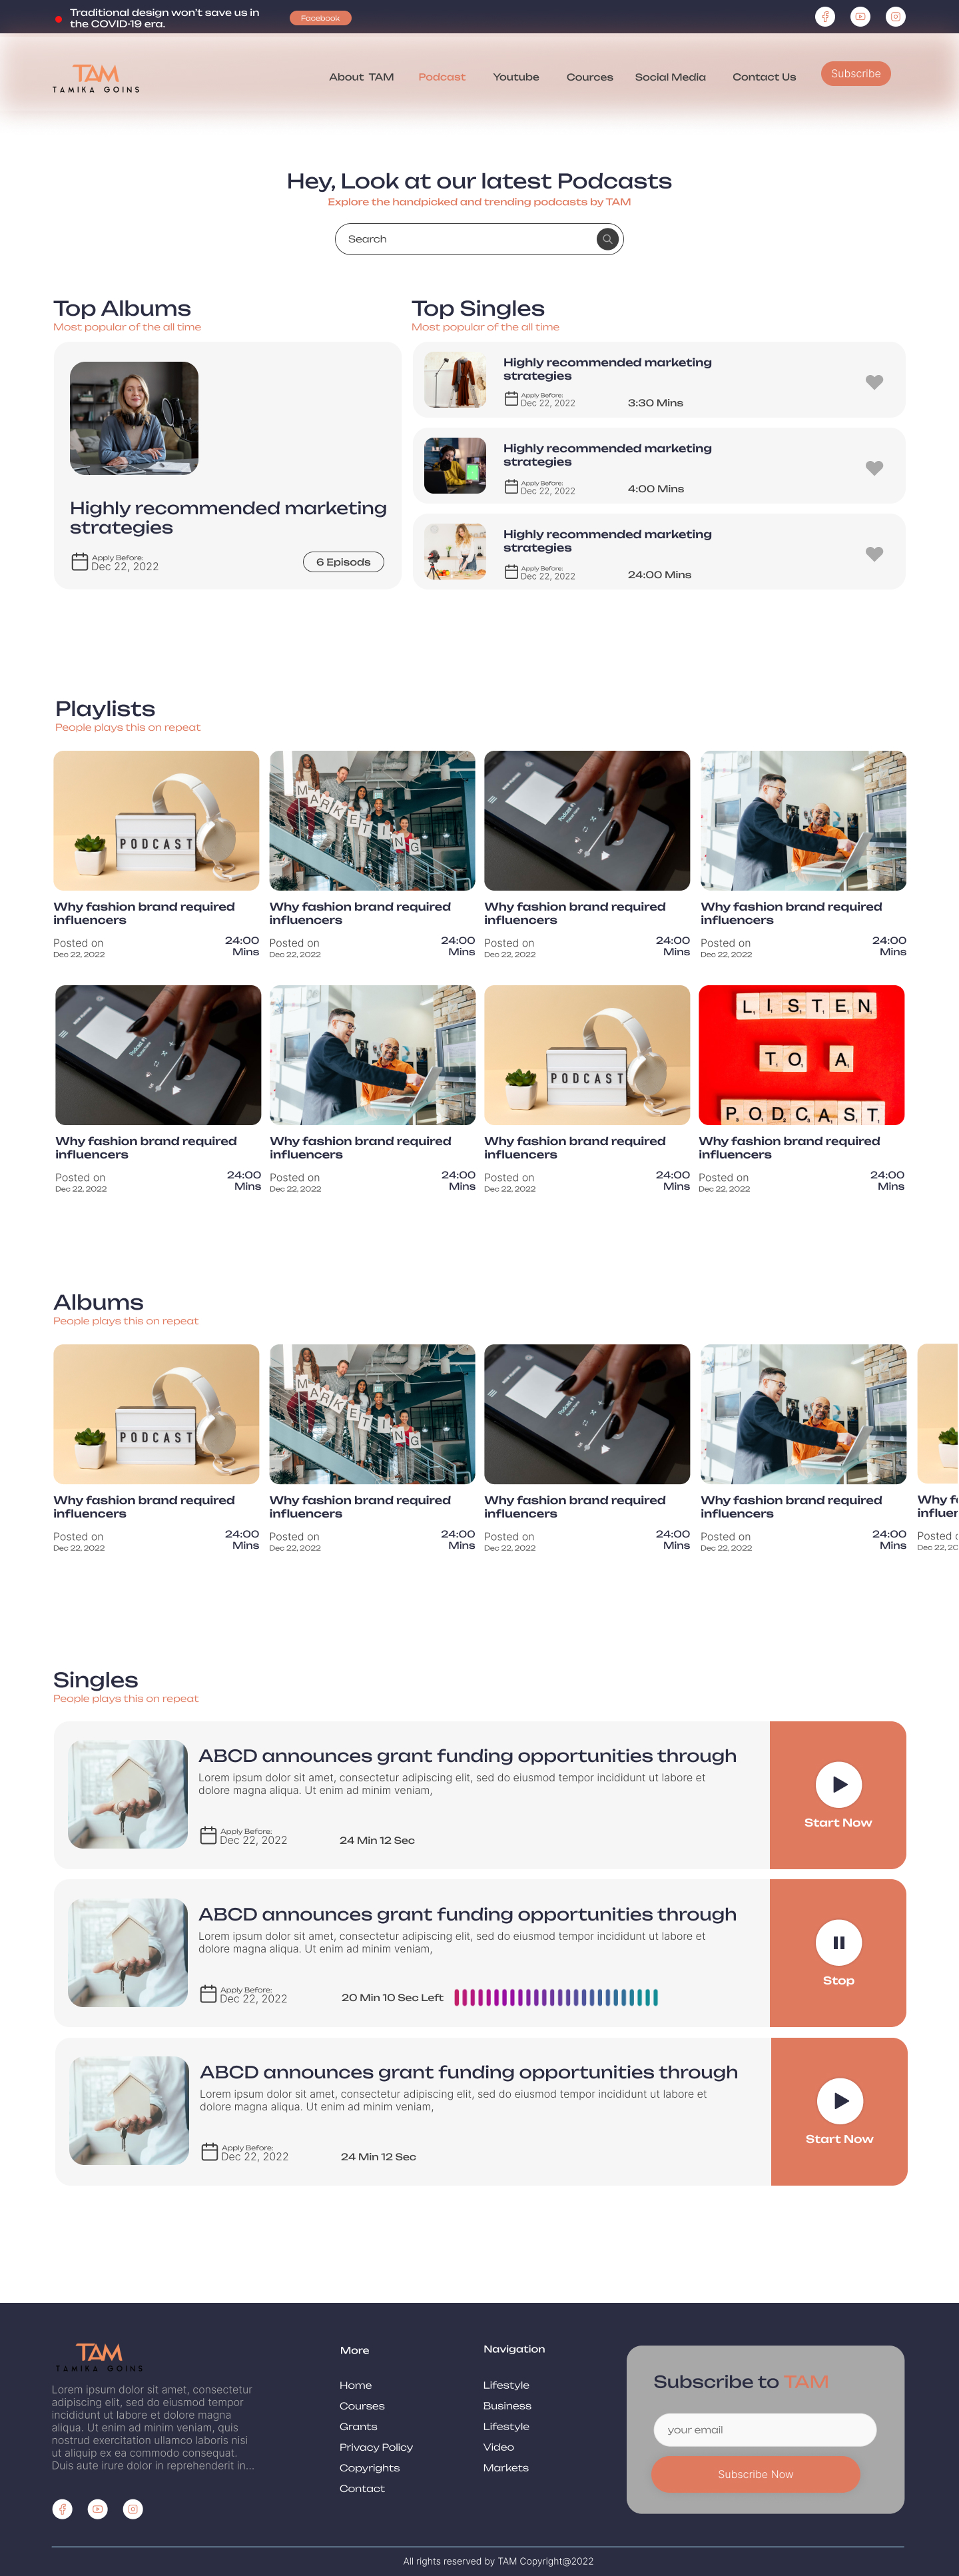 Traditional design won't save us in
the COVID-19 era.
Facebook
TAM
TAMIKA GOINS
About TAM
Podcast
Youtube
Cources
Social Media
Contact Us
Subscribe
Hey, Look at our latest Podcasts
Explore the handpicked and trending podcasts by TAM
Search
Top Albums
Most popular of the all time
Highly recommended marketing
strategies
Apply Before:
Dec 22, 2022
6 Episods
Top Singles
Most popular of the all time
Highly recommended marketing
strategies
Apply Before:
Dec 22, 2022
3:30 Mins
Highly recommended marketing
strategies
Apply Before:
Dec 22, 2022
4:00 Mins
Highly recommended marketing
strategies
Apply Before:
Dec 22, 2022
24:00 Mins
Playlists
People plays this on repeat
PODCAST
Why fashion brand required
influencers
Posted on
Dec 22, 2022
24:00
Mins
MARKETING
Why fashion brand required
influencers
Posted on
Dec 22, 2022
24:00
Mins
Why fashion brand required
influencers
Posted on
Dec 22, 2022
24:00
Mins
Why fashion brand required
influencers
Posted on
Dec 22, 2022
24:00
Mins
Why fashion brand required
influencers
Posted on
Dec 22, 2022
24:00
Mins
Why fashion brand required
influencers
Posted on
Dec 22, 2022
24:00
Mins
PODCAST
Why fashion brand required
influencers
Posted on
Dec 22, 2022
24:00
Mins
LISTEN
TO A
PODCAST
Why fashion brand required
influencers
Posted on
Dec 22, 2022
24:00
Mins
Albums
People plays this on repeat
PODCAST
Why fashion brand required
influencers
Posted on
Dec 22, 2022
24:00
Mins
MARKETING
Why fashion brand required
influencers
Posted on
Dec 22, 2022
24:00
Mins
Why fashion brand required
influencers
Posted on
Dec 22, 2022
24:00
Mins
Why fashion brand required
influencers
Posted on
Dec 22, 2022
24:00
Mins
Why
Posted
Dec 22,
Singles
People plays this on repeat
ABCD announces grant funding opportunities through
Lorem ipsum dolor sit amet, consectetur adipiscing elit, sed do eiusmod tempor incididunt ut labore et
dolore magna aliqua. Ut enim ad minim veniam,
Apply Before:
Dec 22, 2022
24 Min 12 Sec
Start Now
ABCD announces grant funding opportunities through
Lorem ipsum dolor sit amet, consectetur adipiscing elit, sed do eiusmod tempor incididunt ut labore et
dolore magna aliqua. Ut enim ad minim veniam,
Apply Before:
Dec 22, 2022
20 Min 10 Sec Left
Stop
ABCD announces grant funding opportunities through
Lorem ipsum dolor sit amet, consectetur adipiscing elit, sed do eiusmod tempor incididunt ut labore et
dolore magna aliqua. Ut enim ad minim veniam,
Apply Before:
Dec 22, 2022
24 Min 12 Sec
Start Now
TAM
TAMIKA GOINS
Lorem ipsum dolor sit amet, consectetur
adipiscing elit, sed do eiusmod tempor
incididunt ut labore et dolore magna
aliqua. Ut enim ad minim veniam, quis
nostrud exercitation ullamco laboris nisi
ut aliquip ex ea commodo consequat.
Duis aute irure dolor in reprehenderit in...
More
Home
Courses
Grants
Privacy Policy
Copyrights
Contact
Navigation
Lifestyle
Business
Lifestyle
Video
Markets
Subscribe to TAM
your email
Subscribe Now
All rights reserved by TAM Copyright@2022